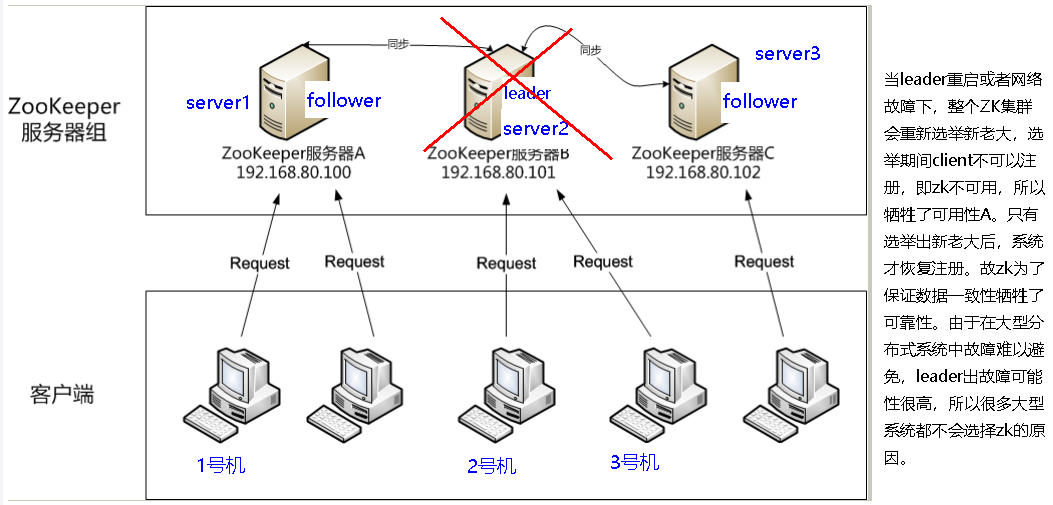 同步
同步
server3
ZooKeeper
服务器组
server1
follower
leader
server2
follower
ZooKeeper服务器A
192.168.80.100
ZooKeeper服务器B
192.168.80.101
ZooKeeper服务器C
192.168.80.102
Request
Request
Request
Request
Request
客户端
1号机
2号机
3号机
当leader重启或者网络
故障下，整个ZK集群
会重新选举新老大，选
举期间client不可以注
册，即zk不可用，所以
牺牲了可用性A。只有
选举出新老大后，系统
才恢复注册。故zk为了
保证数据一致性牺牲了
可靠性。由于在大型分
布式系统中故障难以避
免，leader出故障可能
性很高，所以很多大型
系统都不会选择zk的原
因。